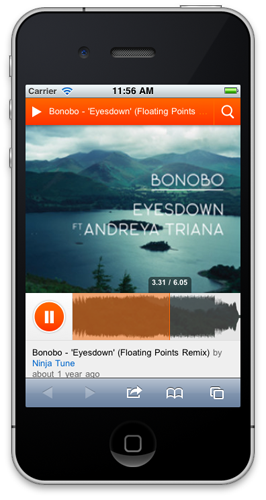 Carrier 11:56 AM
Bonobo - 'Eyesdown' (Floating Points
BONOBO
EYESDOWN
FT ANDREYA TRIANA
3.31 / 6.05
Bonobo - 'Eyesdown' (Floating Points Remix) by
Ninja Tune
about 1 year ago